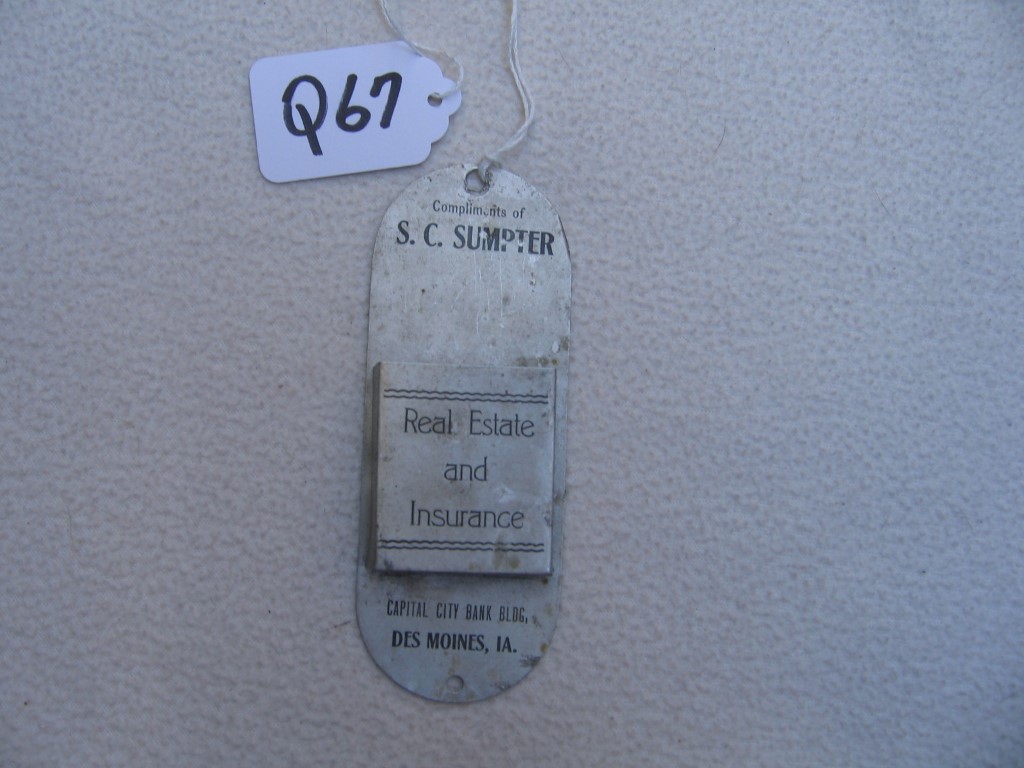 Q67
Compliments of
S. C. SUMPTER
Real Estate
and
Insurance
CAPITAL CITY BANK BLDG,
DES MOINES, IA.